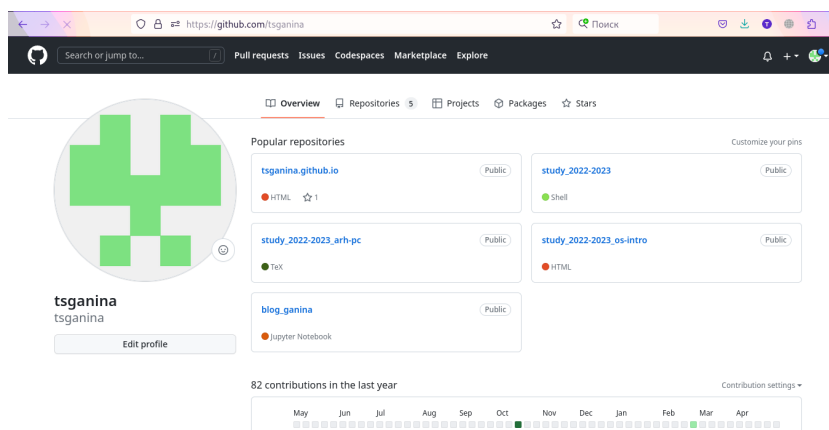 https://github.com/tsganina
Поиск
Search or jump to... /
Pull requests Issues Codespaces Marketplace Explore
Overview Repositories 5 Projects Packages Stars
Popular repositories Customize your pins
tsganina.github.io Public
HTML 1
study_2022-2023 Public
Shell
study_2022-2023_arh-pc Public
TeX
study_2022-2023_os-intro Public
HTML
blog_ganina Public
Jupyter Notebook
tsganina
tsganina
Edit profile
82 contributions in the last year Contribution settings
May Jun Jul Aug Sep Oct Nov Dec Jan Feb Mar Apr